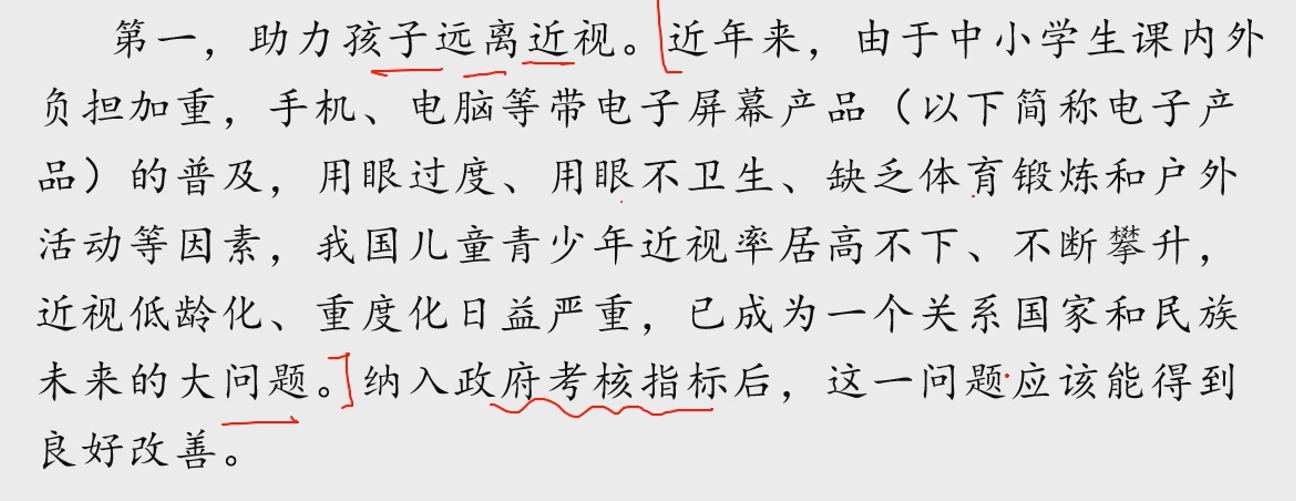 第一，助力孩子远离近视。近年来，由于中小学生课内外
负担加重，手机、电脑等带电子屏幕产品（以下简称电子产
品）的普及，用眼过度、用眼不卫生、缺乏体育锻炼和户外
活动等因素，我国儿童青少年近视率居高不下、不断攀升，
近视低龄化、重度化日益严重，已成为一个关系国家和民族
未来的大问题。纳入政府考核指标后，这一问题应该能得到
良好改善。